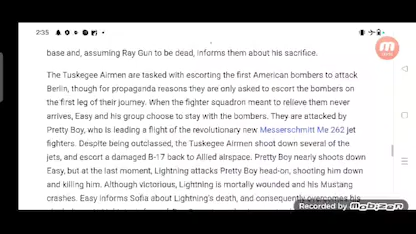 2:35
base and, assuming Ray Gun to be dead, informs them about his sacrifice.
The Tuskegee Airmen are tasked with escorting the first American bombers to attack
Berlin, though for propaganda reasons they are only asked to escort the bombers on
the first leg of their journey. When the fighter squadron meant to relieve them never
arrives, Easy and his group choose to stay with the bombers. They are attacked by
Pretty Boy, who is leading a flight of the revolutionary new Messerschmitt Me 262 jet
fighters. Despite being outclassed, the Tuskegee Airmen shoot down several of the
jets, and escort a damaged B-17 back to Allied airspace. Pretty Boy nearly shoots down
Easy, but at the last moment, Lightning attacks Pretty Boy head-on, shooting him down
and killing him. Although victorious, Lightning is mortally wounded and his Mustang
crashes. Easy informs Sofia about Lightning's death, and consequently overcomes his
Recorded by Mobizen